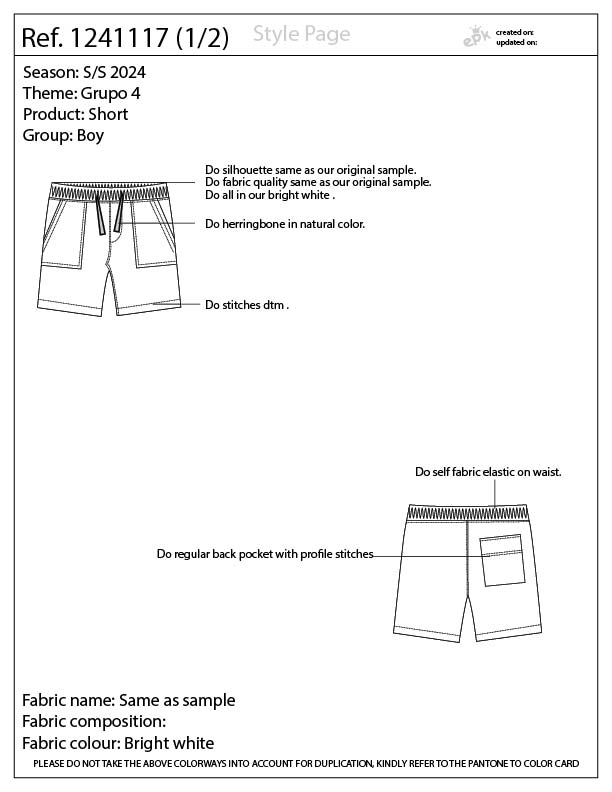 Ref. 1241117 (1/2)
Style Page
epk
created on:
updated on:
Season: S/S 2024
Theme: Grupo 4
Product: Short
Group: Boy
Do silhouette same as our original sample.
Do fabric quality same as our original sample.
Do all in our bright white .
Do herringbone in natural color.
Do stitches dtm .
Do self fabric elastic on waist.
Do regular back pocket with profile stitches
Fabric name: Same as sample
Fabric composition:
Fabric colour: Bright white
PLEASE DO NOT TAKE THE ABOVE COLORWAYS INTO ACCOUNT FOR DUPLICATION, KINDLY REFER TO THE PANTONE TO COLOR CARD